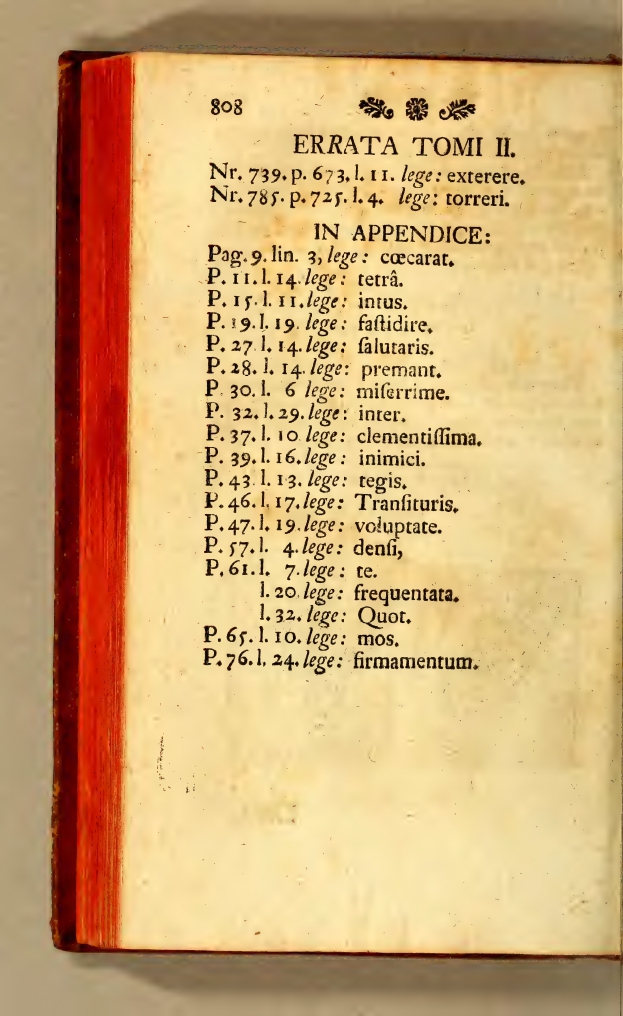 808
ERRATA TOMI II.
Nr. 739. p. 673. l. 11. lege: exterere.
Nr. 785. p. 725. l. 4. lege: torreri.
IN APPENDICE:
Pag. 9. lin. 3, lege: cœcarat.
P. 11. l. 14. lege: tetrâ.
P. 15. l. 11. lege: intus.
P. 19. l. 19. lege: faſtidire.
P. 27 l. 14. lege: ſalutaris.
P. 28. l. 14. lege: premant.
P. 30. l. 6 lege: miſerrime.
P. 32. l. 29. lege: inter.
P. 37. l. 10 lege: clementiſſima.
P. 39. l. 16. lege: inimici.
P. 43 l. 13. lege: tegis.
P. 46. l. 17. lege: Tranſituris.
P. 47. l. 19. lege: voluptate.
P. 57. l. 4. lege: denſi,
P. 61. l. 7. lege: te.
l. 20. lege: frequentata.
l. 32. lege: Quot.
P. 65. l. 10. lege: mos.
P. 76. l. 24. lege: firmamentum.